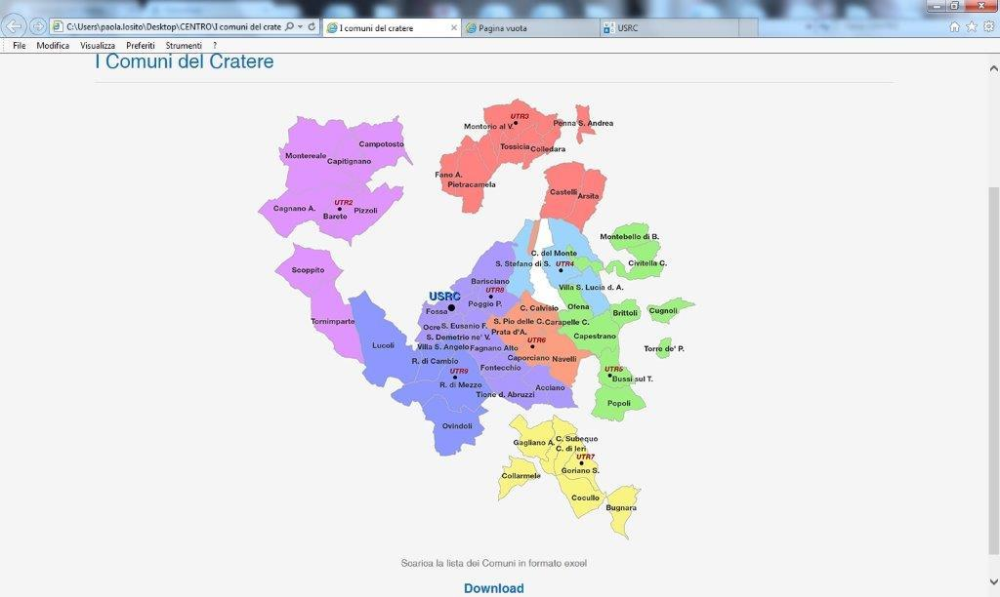 C:\Users\paola.losito\Desktop\CENTRO\I comuni del crate
I comuni del cratere
Pagina vuota
USRC
File Modifica Visualizza Preferiti Strumenti ?
I Comuni del Cratere
UTR3
Montorio al V.
Penna S. Andrea
Tossicia
Colledara
Fano A.
Pietracamela
Castelli
Arsita
Campotosto
Montereale
Capitignano
UTR2
Cagnano A.
Barete
Pizzoli
Scoppito
Tornimparte
Montebello di B.
Civitella C.
C. del Monte
S. Stefano di S.
UTR4
Villa S. Lucia d. A.
Barisciano
UTR8
Poggio P.
USRC
Fossa
Ofena
Brittoli
Cugnoli
C. Calvisio
S. Pio delle C.
Carapelle C.
Capestrano
Prata d'A.
Ocre
S. Eusanio F.
S. Demetrio ne' V.
Villa S. Angelo
Fagnano Alto
UTR6
Caporciano
Navelli
Torre de' P.
Lucoli
R. di Cambio
UTR9
R. di Mezzo
Fontecchio
Tione d. Abruzzi
Acciano
UTR5
Bussi sul T.
Popoli
Ovindoli
Gagliano A.
C. Subequo
C. di Ieri
UTR7
Goriano S.
Collarmele
Cocullo
Bugnara
Scarica la lista dei Comuni in formato excel
Download